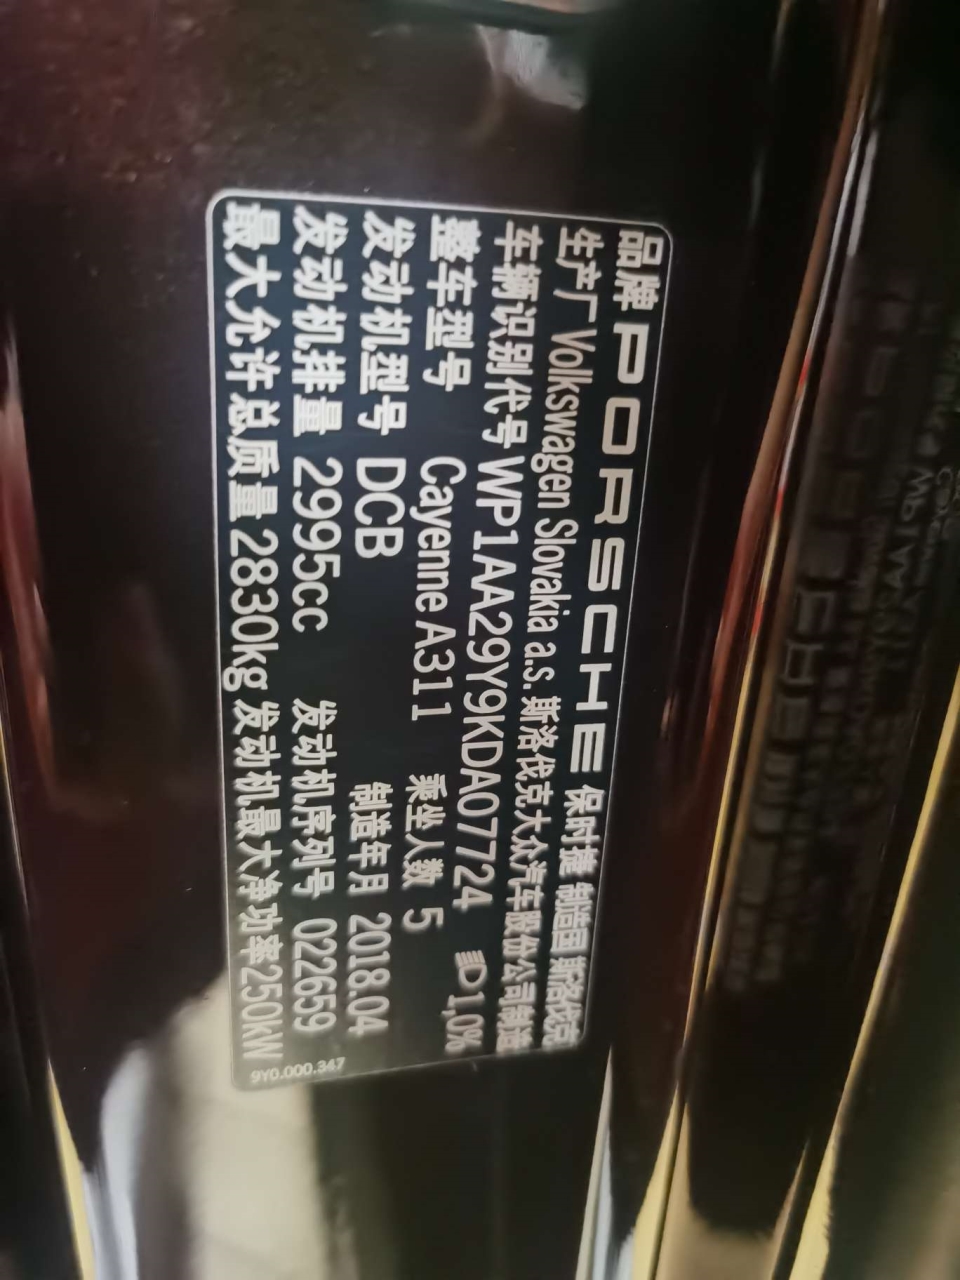 品牌 PORSCHE 保时捷 制造国 斯洛伐克
生产厂 Volkswagen Slovakia a.s. 斯洛伐克大众汽车股份公司制造
车辆识别代号 WP1AA29Y9KDA07724 1,0%
整车型号 Cayenne A311 乘坐人数 5
发动机型号 DCB 制造年月 2018.04
发动机排量 2995cc 发动机序列号 022659
最大允许总质量 2830kg 发动机最大净功率250kW
9Y0.000.347